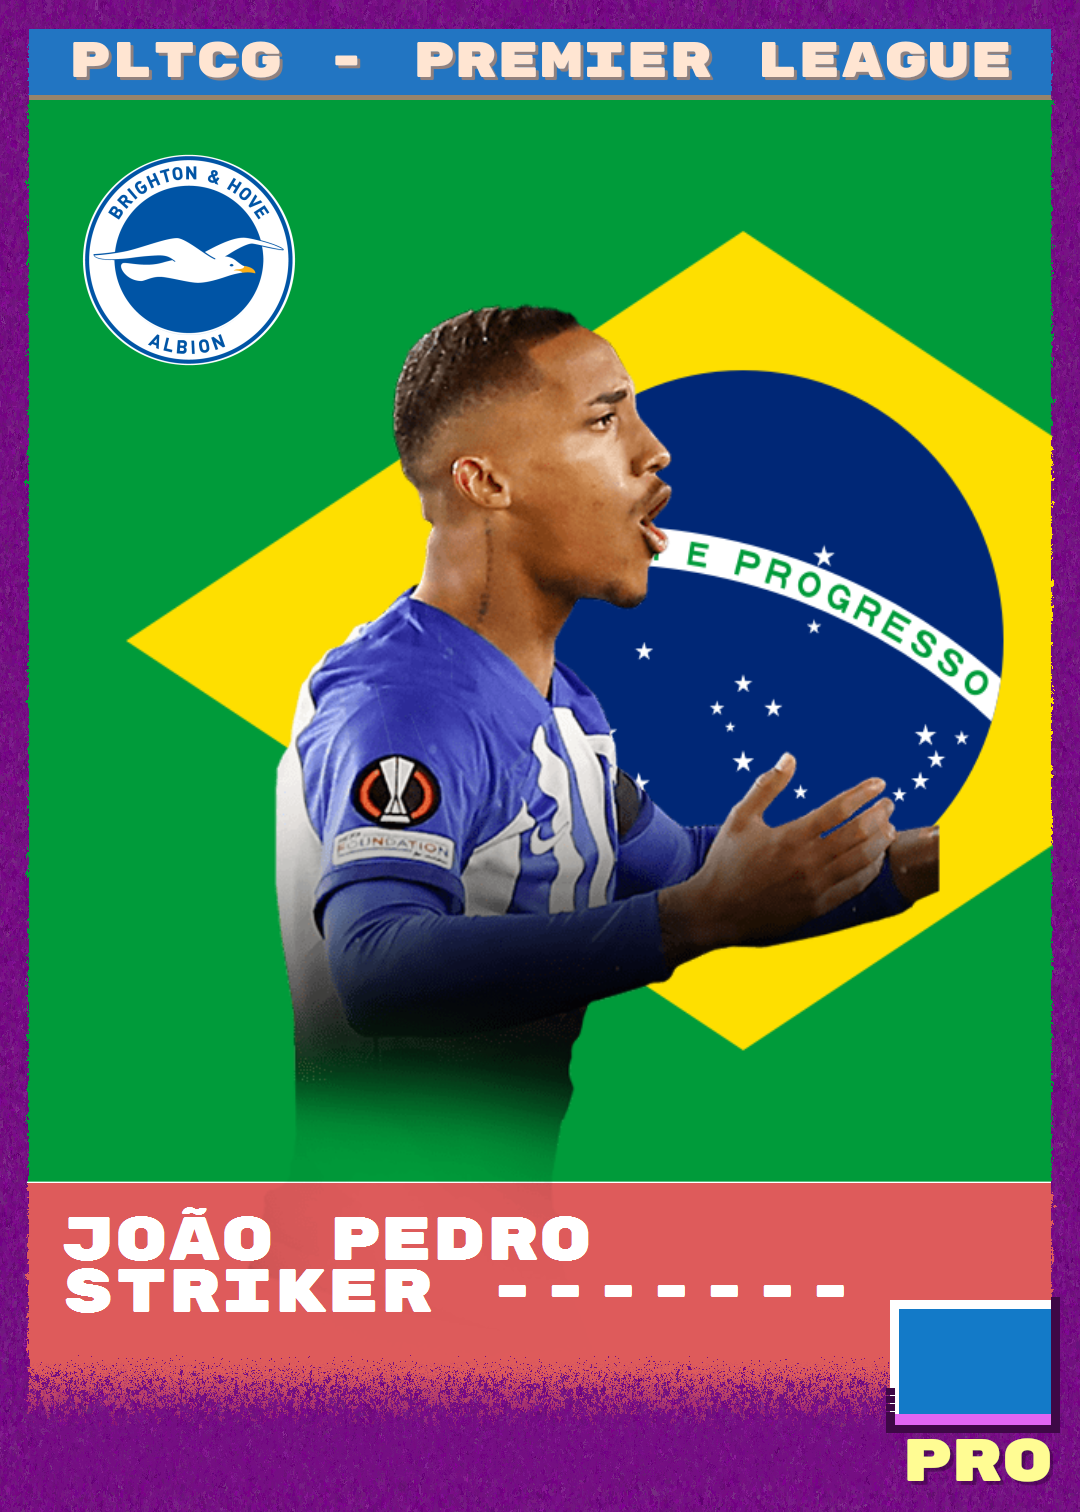 PLTCG - PREMIER LEAGUE
BRIGHTON & HOVE
ALBION
E PROGRESSO
FOUNDATION
JOÃO PEDRO
STRIKER -------
PRO